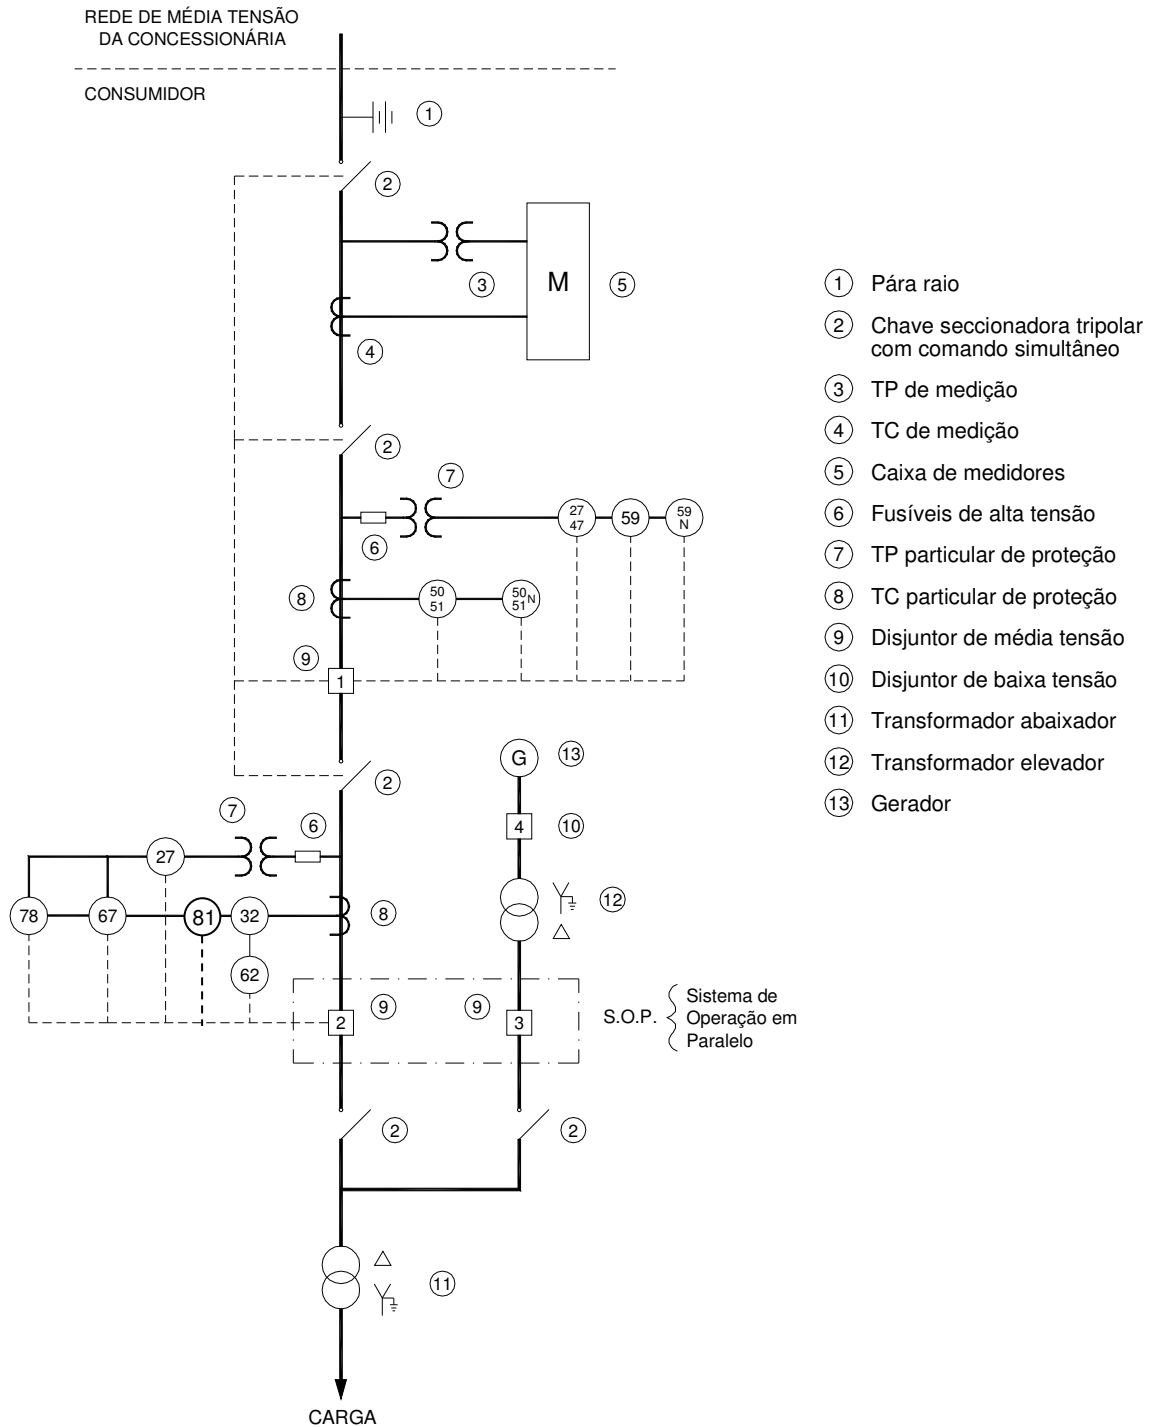 REDE DE MÉDIA TENSÃO
DA CONCESSIONÁRIA
CONSUMIDOR
1
2
3
M
5
4
2
7
6
27
47
59
59
N
8
50
51
50
51 N
9
1
2
7
6
27
78
67
81
32
8
62
G
13
4
10
12
9
2
9
3
S.O.P.
Sistema de
Operação em
Paralelo
2
2
11
CARGA
1 Pára raio
2 Chave seccionadora tripolar
com comando simultâneo
3 TP de medição
4 TC de medição
5 Caixa de medidores
6 Fusíveis de alta tensão
7 TP particular de proteção
8 TC particular de proteção
9 Disjuntor de média tensão
10 Disjuntor de baixa tensão
11 Transformador abaixador
12 Transformador elevador
13 Gerador